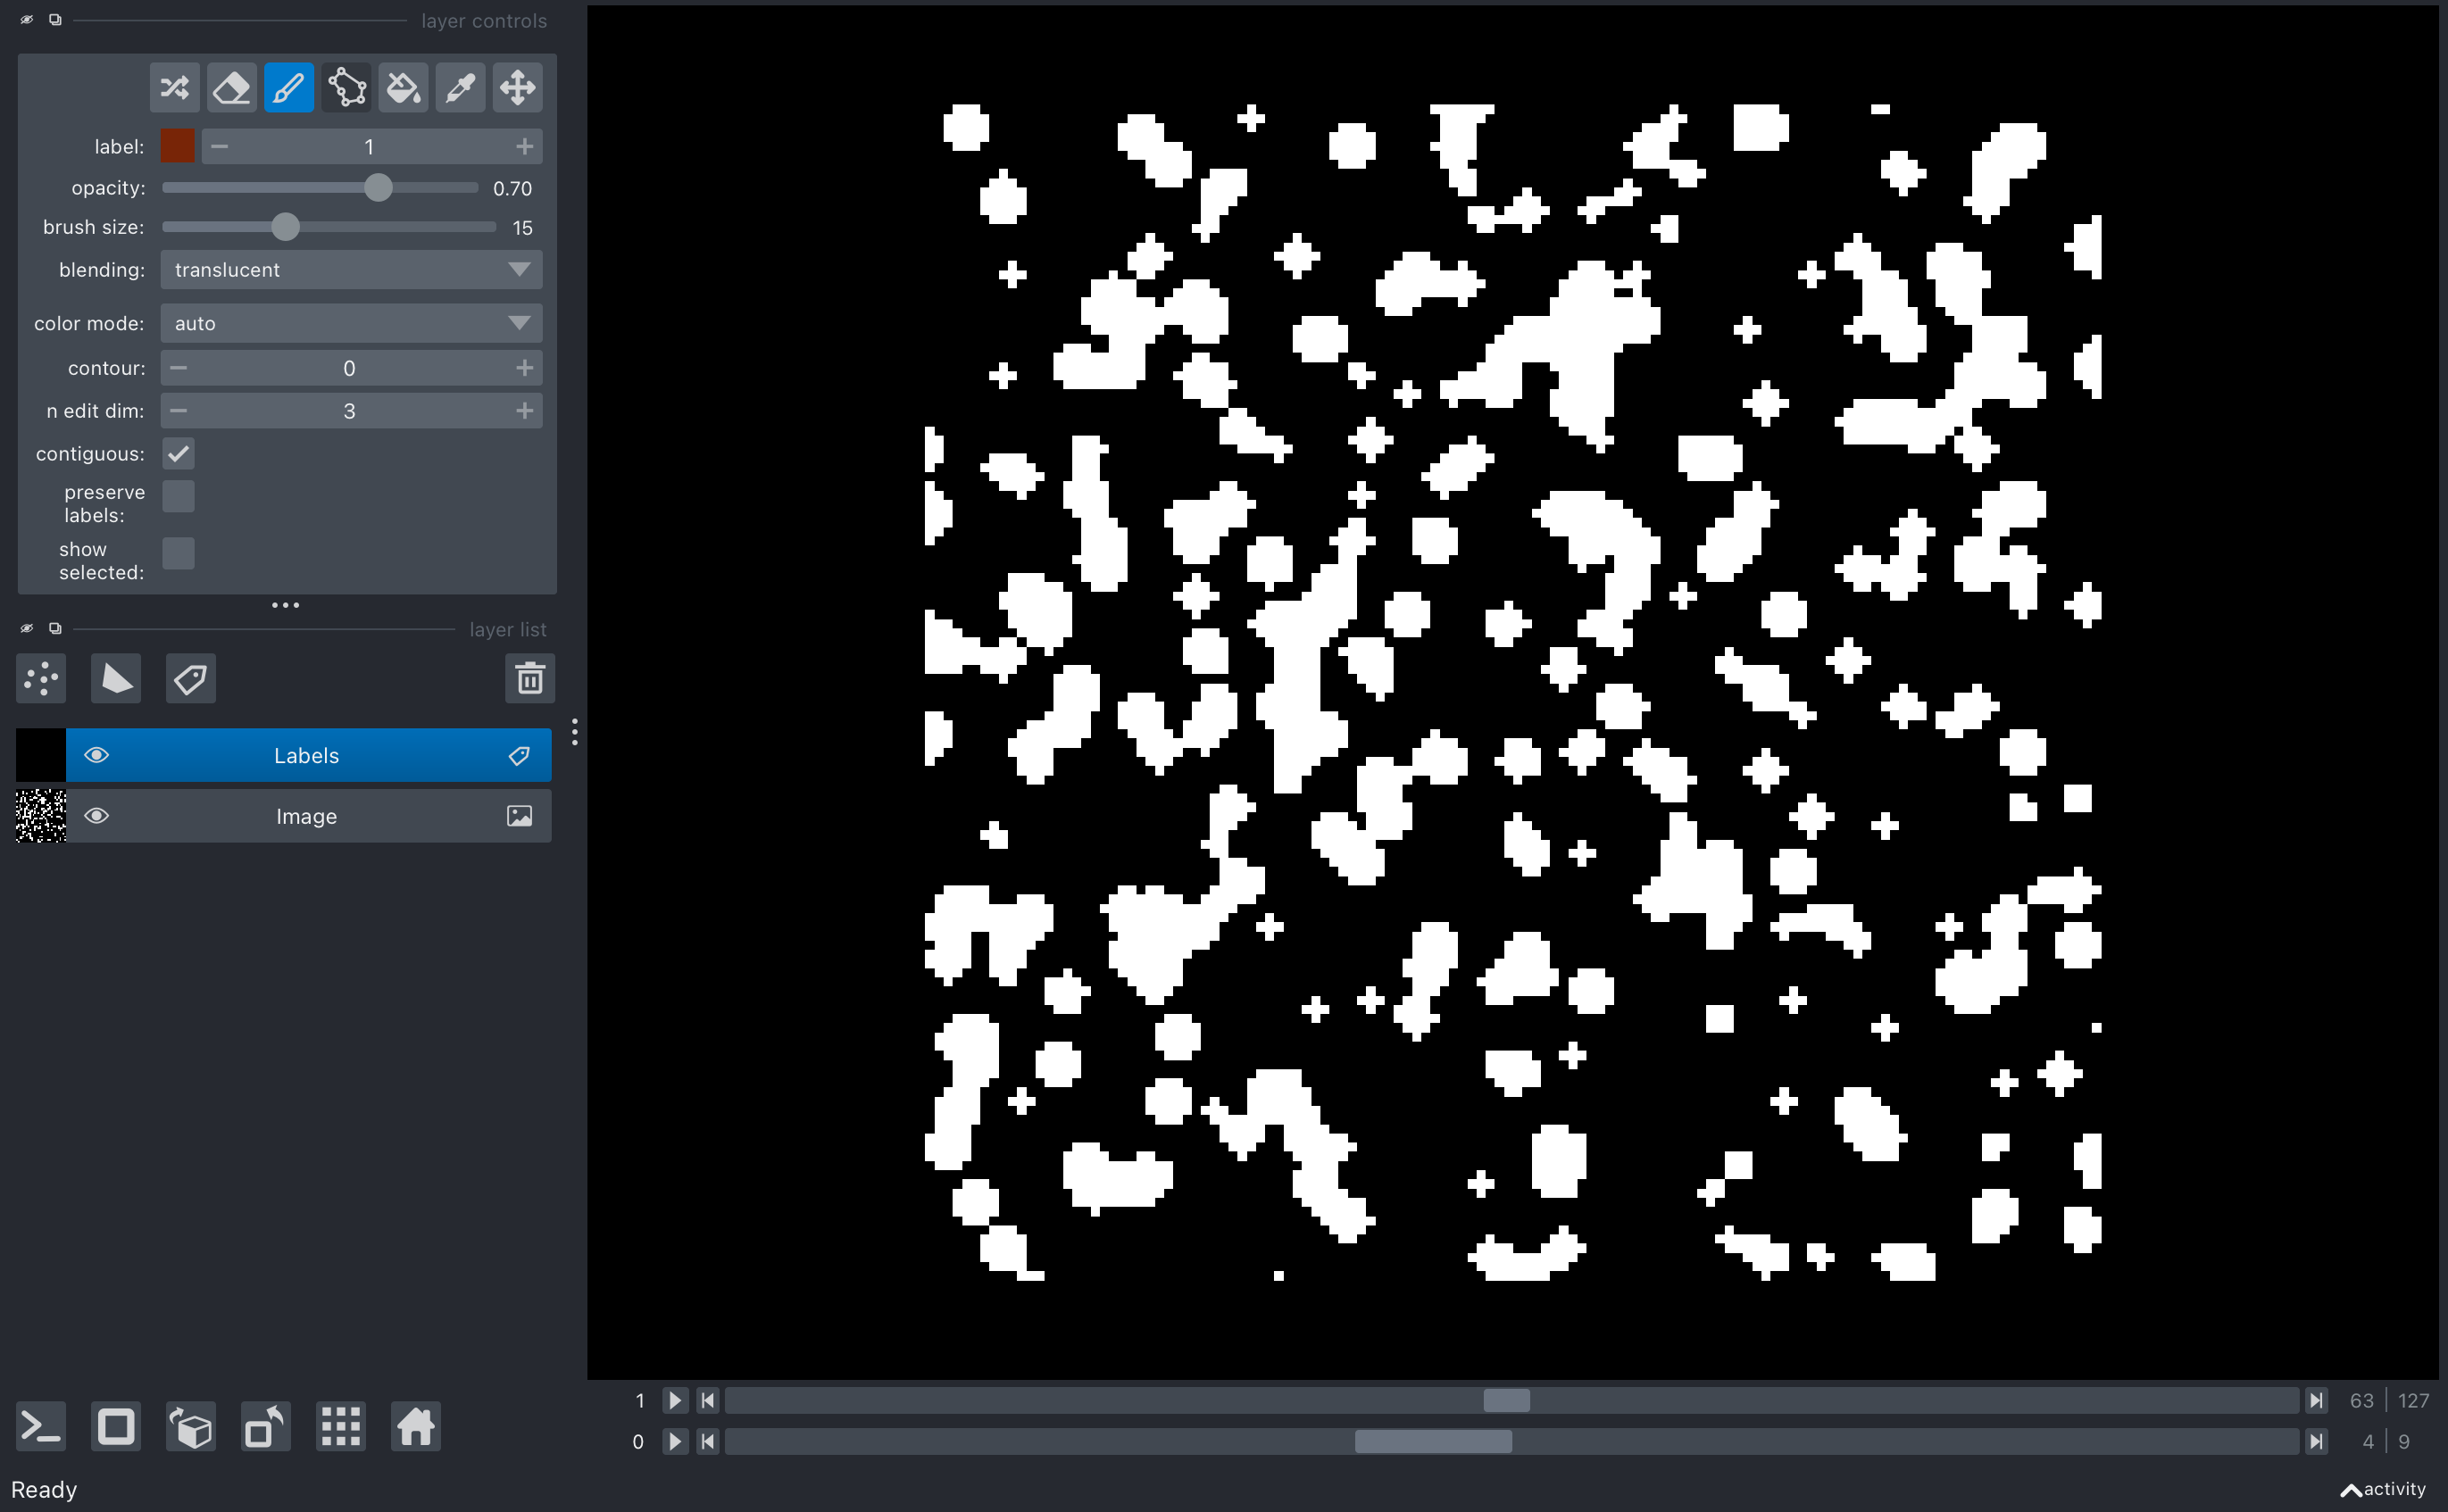 layer controls
label: 1
opacity: 0.70
brush size: 15
blending: translucent
color mode: auto
contour: 0
n edit dim: 3
contiguous:
preserve
labels:
show
selected:
layer list
Labels
Image
1 63 | 127
0 4 | 9
Ready activity